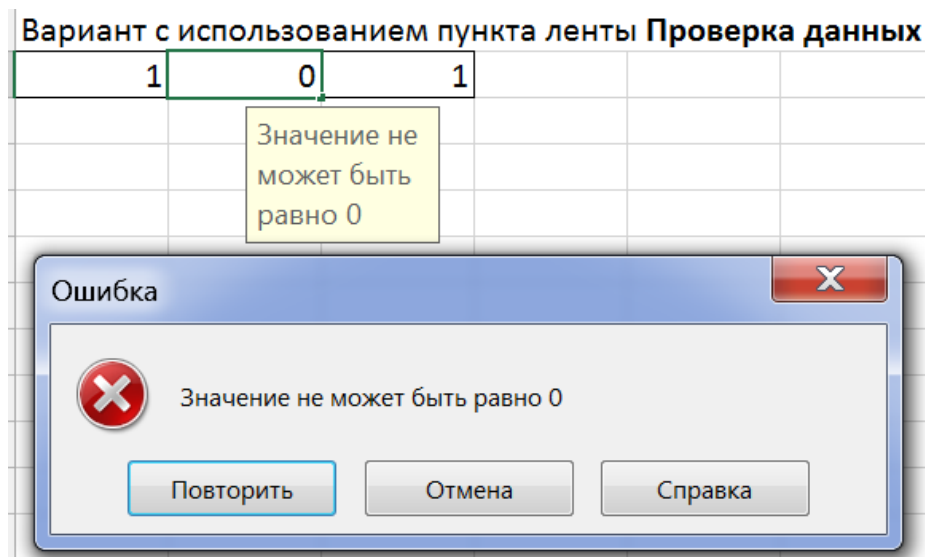 Вариант с использованием пункта ленты Проверка данных
1 0 1
Значение не
может быть
равно 0
Ошибка
Значение не может быть равно 0
Повторить Отмена Справка